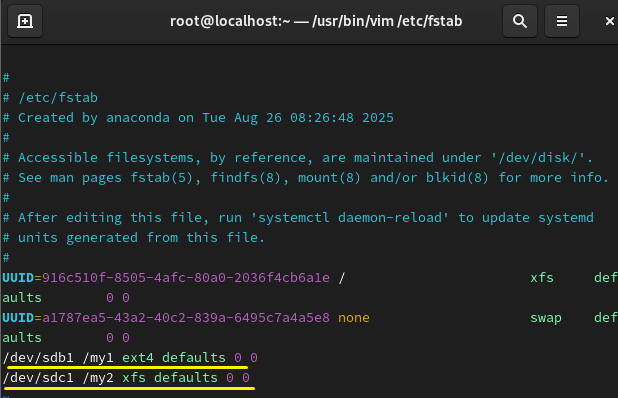 root@localhost:~ — /usr/bin/vim /etc/fstab
#
# /etc/fstab
# Created by anaconda on Tue Aug 26 08:26:48 2025
#
# Accessible filesystems, by reference, are maintained under '/dev/disk/'.
# See man pages fstab(5), findfs(8), mount(8) and/or blkid(8) for more info.
#
# After editing this file, run 'systemctl daemon-reload' to update systemd
# units generated from this file.
#
UUID=916c510f-8505-4afc-80a0-2036f4cb6a1e / xfs def
aults 0 0
UUID=a1787ea5-43a2-40c2-839a-6495c7a4a5e8 none swap def
aults 0 0
/dev/sdb1 /my1 ext4 defaults 0 0
/dev/sdc1 /my2 xfs defaults 0 0